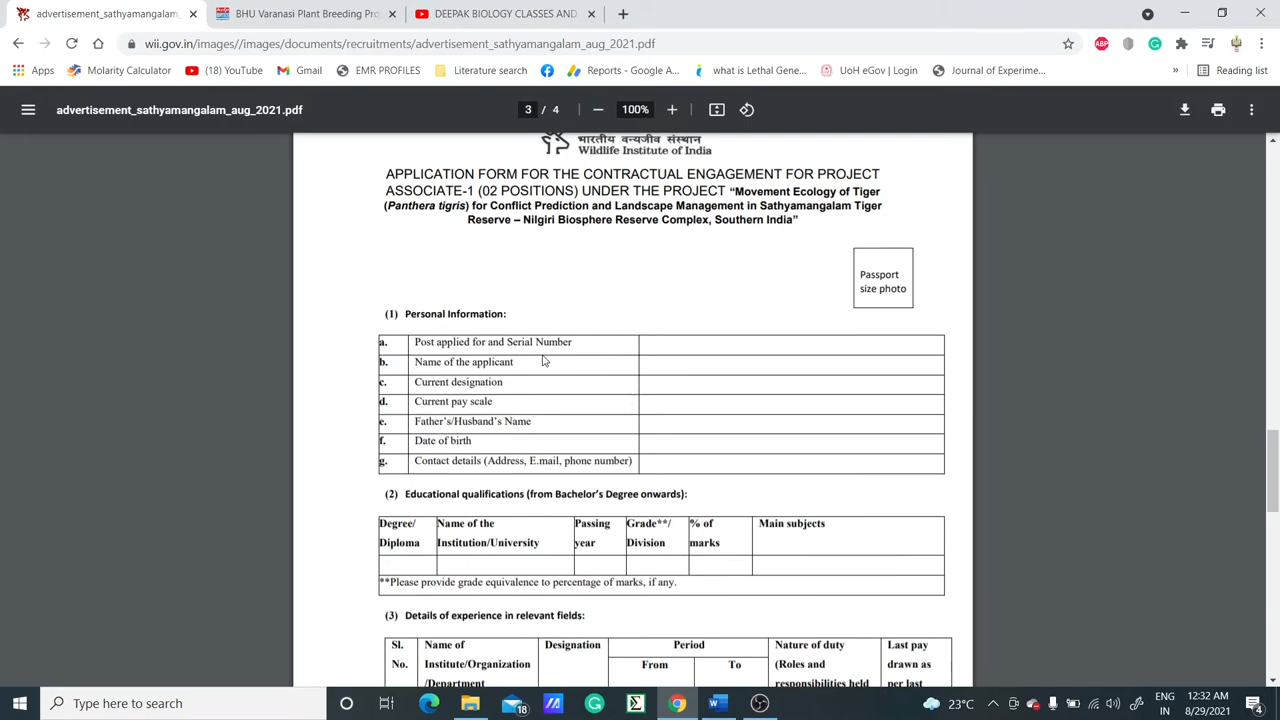 advertisement_sathyamangalam_au
BHU Varanasi Plant Breeding Pro
DEEPAK BIOLOGY CLASSES AND
wii.gov.in/images//images/documents/recruitments/advertisement_sathyamangalam_aug_2021.pdf
ABP
Apps
Molarity Calculator
(18) YouTube
Gmail
EMR PROFILES
Literature search
Reports - Google A...
what is Lethal Gene...
UoH eGov | Login
Journal of Experime...
»
Reading list
advertisement_sathyamangalam_aug_2021.pdf
3 / 4
100%
भारतीय वन्यजीव संस्थान
Wildlife Institute of India
APPLICATION FORM FOR THE CONTRACTUAL ENGAGEMENT FOR PROJECT
ASSOCIATE-1 (02 POSITIONS) UNDER THE PROJECT “Movement Ecology of Tiger
(Panthera tigris) for Conflict Prediction and Landscape Management in Sathyamangalam Tiger
Reserve – Nilgiri Biosphere Reserve Complex, Southern India”
Passport
size photo
(1) Personal Information:
a. Post applied for and Serial Number
b. Name of the applicant
c. Current designation
d. Current pay scale
e. Father’s/Husband’s Name
f. Date of birth
g. Contact details (Address, E.mail, phone number)
(2) Educational qualifications (from Bachelor’s Degree onwards):
Degree/ Name of the Passing Grade**/ % of Main subjects
Diploma Institution/University year Division marks
**Please provide grade equivalence to percentage of marks, if any.
(3) Details of experience in relevant fields:
Sl. Name of Designation Period Nature of duty Last pay
No. Institute/Organization From To (Roles and drawn as
/Department responsibilities held per last
Type here to search
18
23°C
ENG
IN
12:32 AM
8/29/2021
4